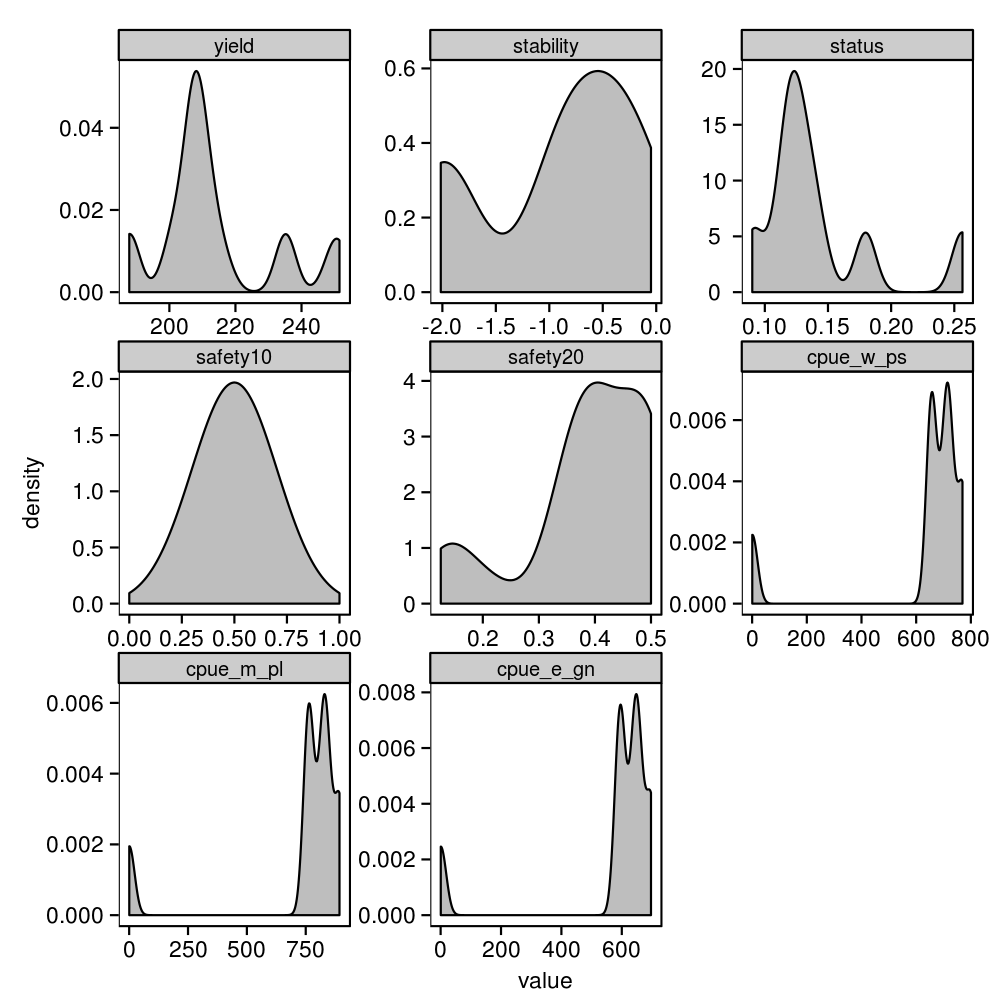 yield
0.04
0.02
0.00
200 220 240
stability
0.6
0.4
0.2
0.0
-2.0 -1.5 -1.0 -0.5 0.0
status
20
15
10
5
0
0.10 0.15 0.20 0.25
safety10
2.0
1.5
1.0
0.5
0.0
0.00 0.25 0.50 0.75 1.00
safety20
4
3
2
1
0
0.2 0.3 0.4 0.5
cpue_w_ps
0.006
0.004
0.002
0.000
0 200 400 600 800
cpue_m_pl
0.006
0.004
0.002
0.000
0 250 500 750
cpue_e_gn
0.008
0.006
0.004
0.002
0.000
0 200 400 600
density
value